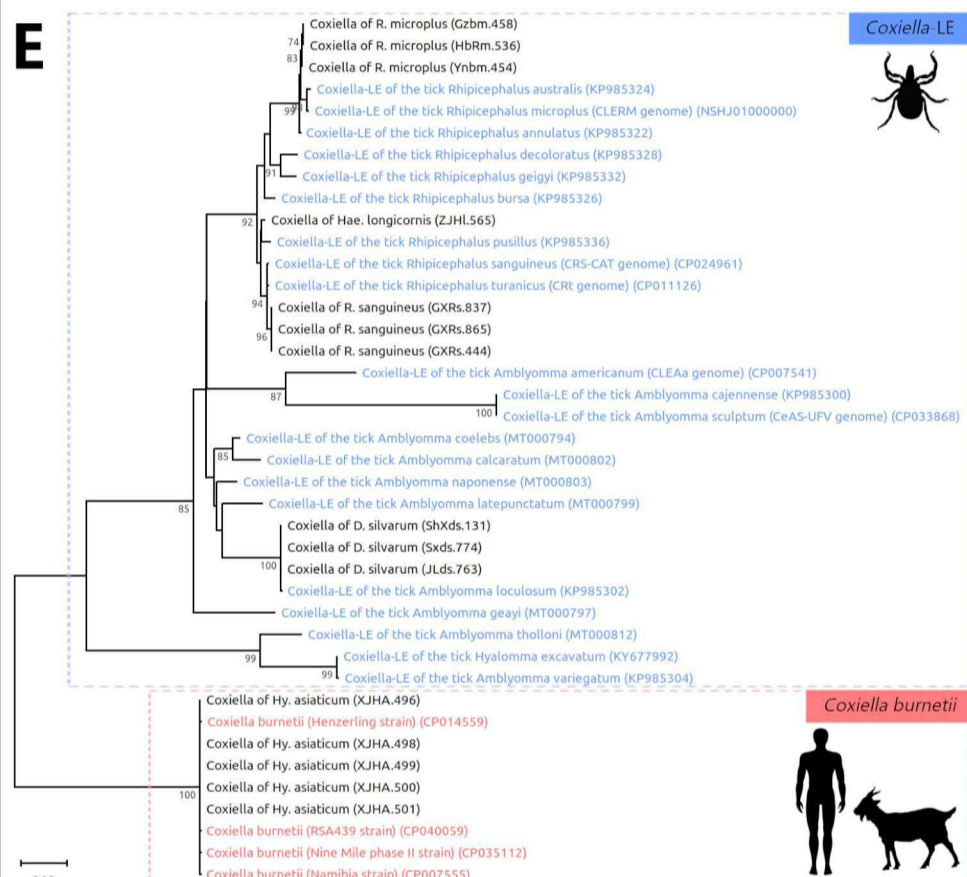 E
Coxiella-LE
Coxiella of R. microplus (Gzbm.458)
74
Coxiella of R. microplus (HbRm.536)
83
Coxiella of R. microplus (Ynbm.454)
Coxiella-LE of the tick Rhipicephalus australis (KP985324)
99
Coxiella-LE of the tick Rhipicephalus microplus (CLERM genome) (NSHJ01000000)
Coxiella-LE of the tick Rhipicephalus annulatus (KP985322)
Coxiella-LE of the tick Rhipicephalus decoloratus (KP985328)
91
Coxiella-LE of the tick Rhipicephalus geigyi (KP985332)
Coxiella-LE of the tick Rhipicephalus bursa (KP985326)
92
Coxiella of Hae. longicornis (ZJHl.565)
Coxiella-LE of the tick Rhipicephalus pusillus (KP985336)
Coxiella-LE of the tick Rhipicephalus sanguineus (CRS-CAT genome) (CP024961)
Coxiella-LE of the tick Rhipicephalus turanicus (CRt genome) (CP011126)
94
Coxiella of R. sanguineus (GXRs.837)
Coxiella of R. sanguineus (GXRs.865)
96
Coxiella of R. sanguineus (GXRs.444)
Coxiella-LE of the tick Amblyomma americanum (CLEAa genome) (CP007541)
87
Coxiella-LE of the tick Amblyomma cajennense (KP985300)
100
Coxiella-LE of the tick Amblyomma sculptum (CeAS-UFV genome) (CP033868)
Coxiella-LE of the tick Amblyomma coelebs (MT000794)
85
Coxiella-LE of the tick Amblyomma calcaratum (MT000802)
Coxiella-LE of the tick Amblyomma naponense (MT000803)
Coxiella-LE of the tick Amblyomma latepunctatum (MT000799)
85
Coxiella of D. silvarum (ShXds.131)
Coxiella of D. silvarum (Sxds.774)
100
Coxiella of D. silvarum (JLds.763)
Coxiella-LE of the tick Amblyomma loculosum (KP985302)
Coxiella-LE of the tick Amblyomma geayi (MT000797)
Coxiella-LE of the tick Amblyomma tholloni (MT000812)
99
Coxiella-LE of the tick Hyalomma excavatum (KY677992)
99
Coxiella-LE of the tick Amblyomma variegatum (KP985304)
Coxiella burnetii
Coxiella of Hy. asiaticum (XJHA.496)
Coxiella burnetii (Henzerling strain) (CP014559)
Coxiella of Hy. asiaticum (XJHA.498)
Coxiella of Hy. asiaticum (XJHA.499)
Coxiella of Hy. asiaticum (XJHA.500)
100
Coxiella of Hy. asiaticum (XJHA.501)
Coxiella burnetii (RSA439 strain) (CP040059)
Coxiella burnetii (Nine Mile phase II strain) (CP035112)
Coxiella burnetii (Namibia strain) (CP007555)